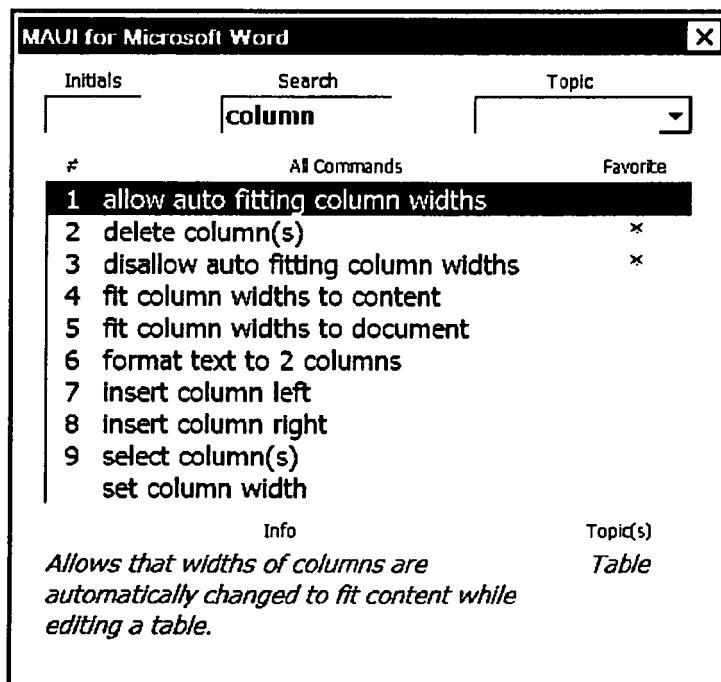 MAUI for Microsoft Word
Initials Search Topic
column
# All Commands Favorite
1 allow auto fitting column widths
2 delete column(s) ×
3 disallow auto fitting column widths ×
4 fit column widths to content
5 fit column widths to document
6 format text to 2 columns
7 insert column left
8 insert column right
9 select column(s)
set column width
Info Topic(s)
Allows that widths of columns are Table
automatically changed to fit content while
editing a table.